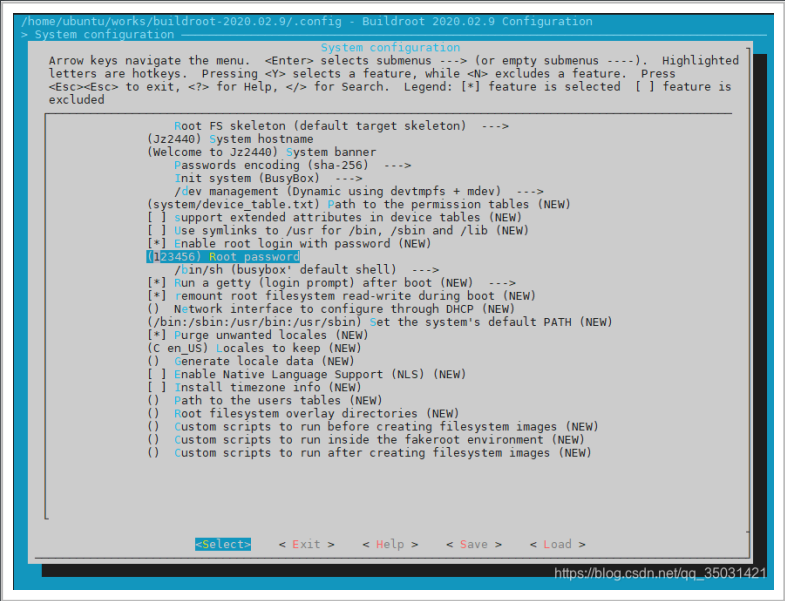 /home/ubuntu/works/buildroot-2020.02.9/.config - Buildroot 2020.02.9 Configuration
> System configuration
System configuration
Arrow keys navigate the menu.  <Enter> selects submenus ---> (or empty submenus ----).  Highlighted
letters are hotkeys.  Pressing <Y> selects a feature, while <N> excludes a feature.  Press
<Esc><Esc> to exit, <?> for Help, </> for Search.  Legend: [*] feature is selected  [ ] feature is
excluded
Root FS skeleton (default target skeleton)  --->
(Jz2440) System hostname
(Welcome to Jz2440) System banner
Passwords encoding (sha-256)  --->
Init system (BusyBox)  --->
/dev management (Dynamic using devtmpfs + mdev)  --->
(system/device_table.txt) Path to the permission tables (NEW)
[ ] support extended attributes in device tables (NEW)
[ ] Use symlinks to /usr for /bin, /sbin and /lib (NEW)
[*] Enable root login with password (NEW)
(123456) Root password
/bin/sh (busybox' default shell)  --->
[*] Run a getty (login prompt) after boot (NEW)  --->
[*] remount root filesystem read-write during boot (NEW)
()  Network interface to configure through DHCP (NEW)
(/bin:/sbin:/usr/bin:/usr/sbin) Set the system's default PATH (NEW)
[*] Purge unwanted locales (NEW)
(C en_US) Locales to keep (NEW)
()  Generate locale data (NEW)
[ ] Enable Native Language Support (NLS) (NEW)
[ ] Install timezone info (NEW)
()  Path to the users tables (NEW)
()  Root filesystem overlay directories (NEW)
()  Custom scripts to run before creating filesystem images (NEW)
()  Custom scripts to run inside the fakeroot environment (NEW)
()  Custom scripts to run after creating filesystem images (NEW)
<Select>    < Exit >    < Help >    < Save >    < Load >
https://blog.csdn.net/qq_35031421